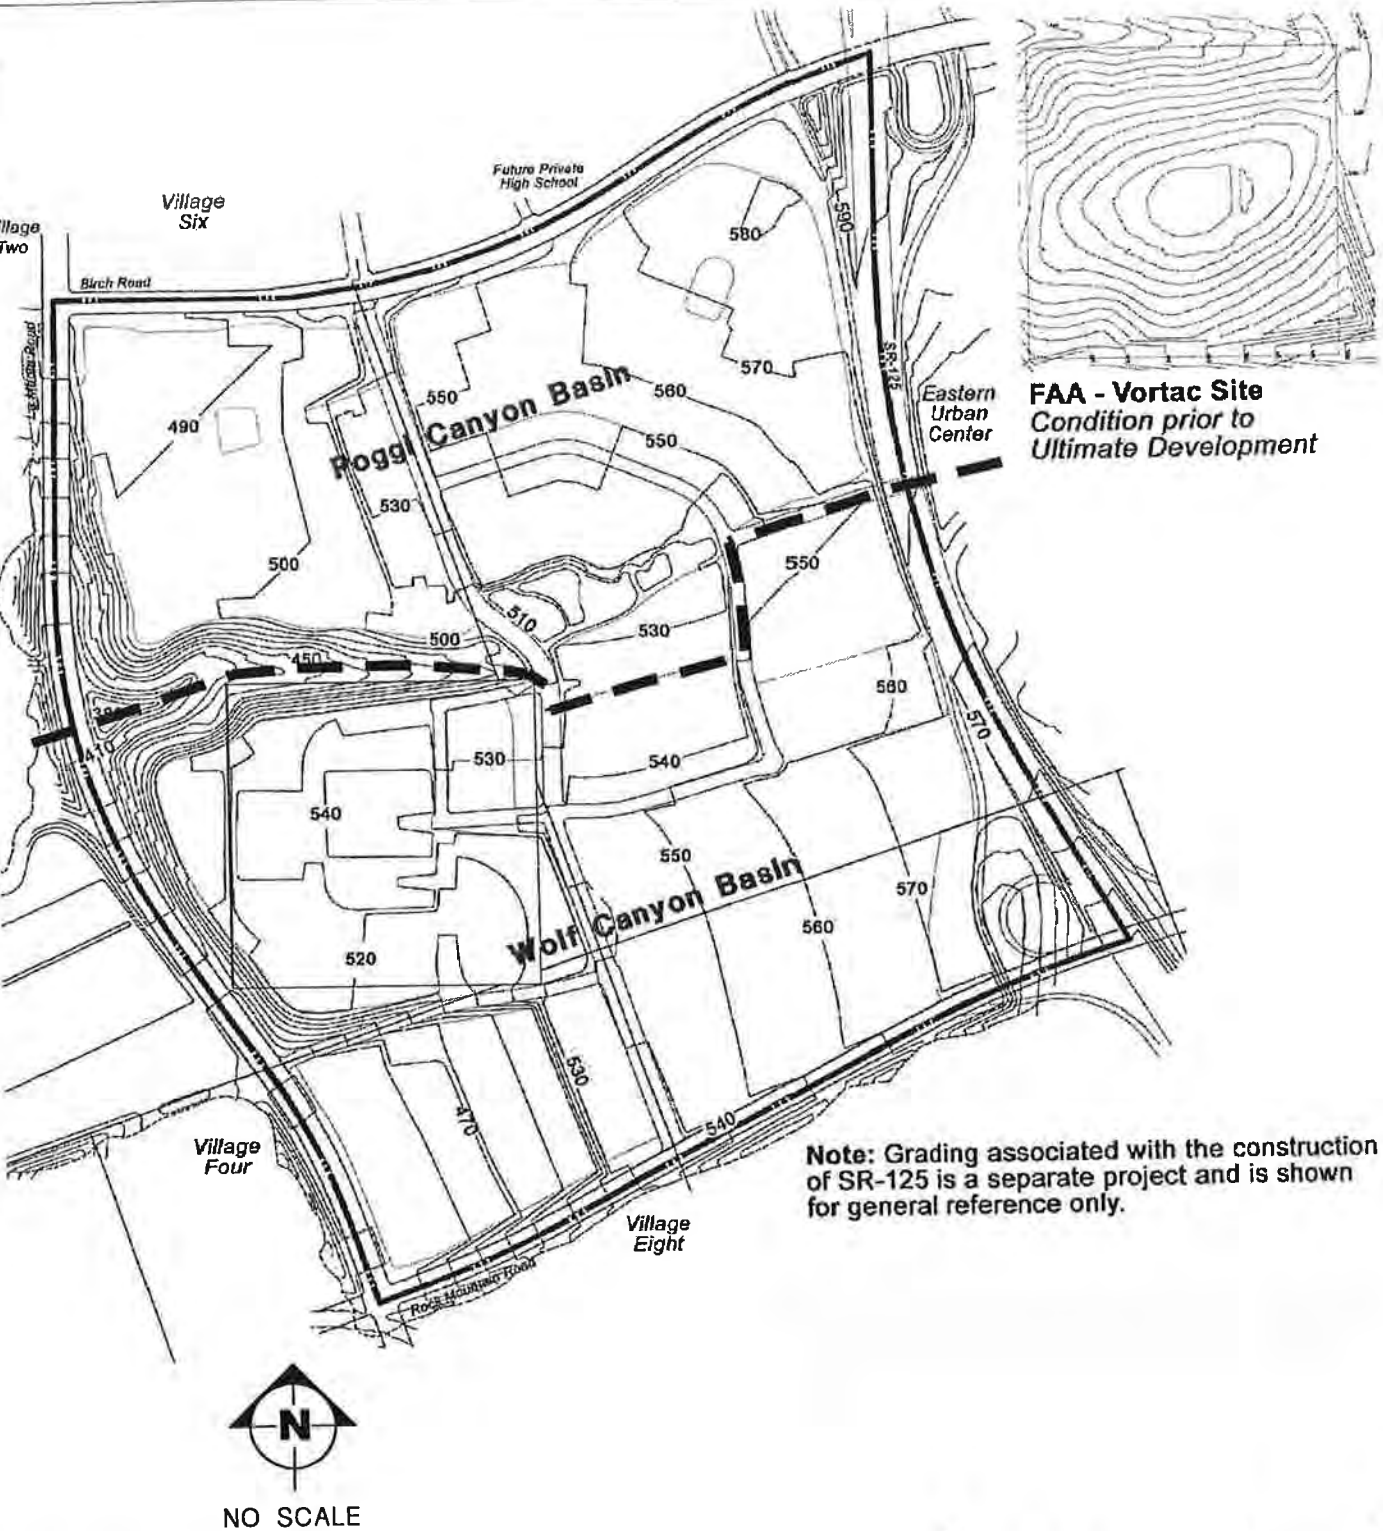 Future Private
High School
Village
Six
Two
Birch Road
580
590
SR-125
570
560
550
Poggi Canyon Basin
550
490
530
500
Eastern
Urban
Center
FAA - Vortac Site
Condition prior to
Ultimate Development
550
510
530
500
450
560
570
410
530
540
540
550
Wolf Canyon Basin
570
560
520
530
470
540
Village
Four
Village
Eight
Rock Mountain Road
Note: Grading associated with the construction
of SR-125 is a separate project and is shown
for general reference only.
N
NO SCALE